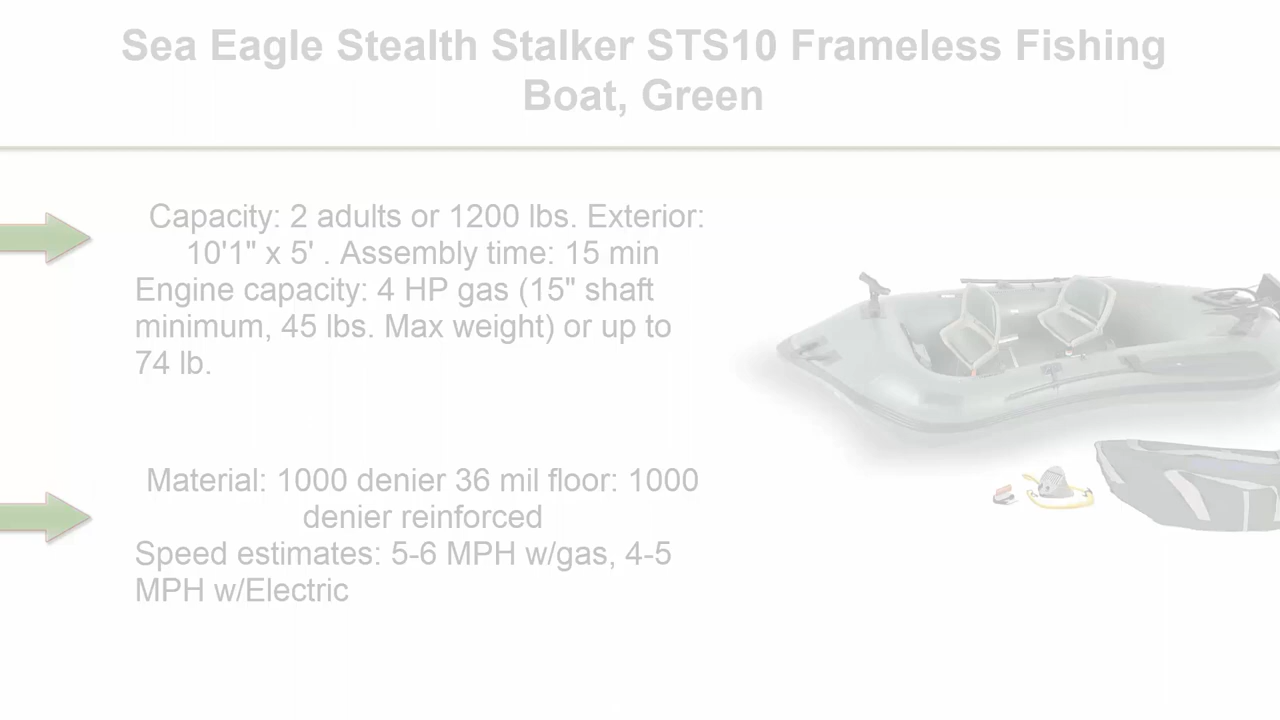 Sea Eagle Stealth Stalker STS10 Frameless Fishing
Boat, Green
Capacity: 2 adults or 1200 lbs. Exterior:
10'1" x 5' . Assembly time: 15 min
Engine capacity: 4 HP gas (15" shaft
minimum, 45 lbs. Max weight) or up to
74 lb.
Material: 1000 denier 36 mil floor: 1000
denier reinforced
Speed estimates: 5-6 MPH w/gas, 4-5
MPH w/Electric